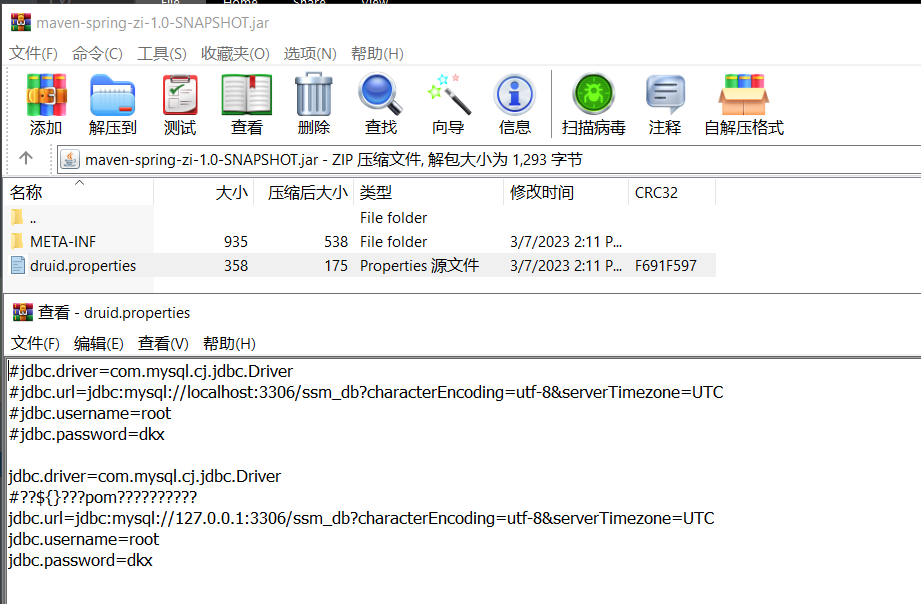 File Home Share View
maven-spring-zi-1.0-SNAPSHOT.jar
文件(F) 命令(C) 工具(S) 收藏夹(O) 选项(N) 帮助(H)
添加 解压到 测试 查看 删除 查找 向导 信息 扫描病毒 注释 自解压格式
maven-spring-zi-1.0-SNAPSHOT.jar - ZIP 压缩文件, 解包大小为 1,293 字节
名称 大小 压缩后大小 类型 修改时间 CRC32
.. File folder
META-INF 935 538 File folder 3/7/2023 2:11 P...
druid.properties 358 175 Properties 源文件 3/7/2023 2:11 P... F691F597
查看 - druid.properties
文件(F) 编辑(E) 查看(V) 帮助(H)
#jdbc.driver=com.mysql.cj.jdbc.Driver
#jdbc.url=jdbc:mysql://localhost:3306/ssm_db?characterEncoding=utf-8&serverTimezone=UTC
#jdbc.username=root
#jdbc.password=dkx
jdbc.driver=com.mysql.cj.jdbc.Driver
#??${}???pom??????????
jdbc.url=jdbc:mysql://127.0.0.1:3306/ssm_db?characterEncoding=utf-8&serverTimezone=UTC
jdbc.username=root
jdbc.password=dkx